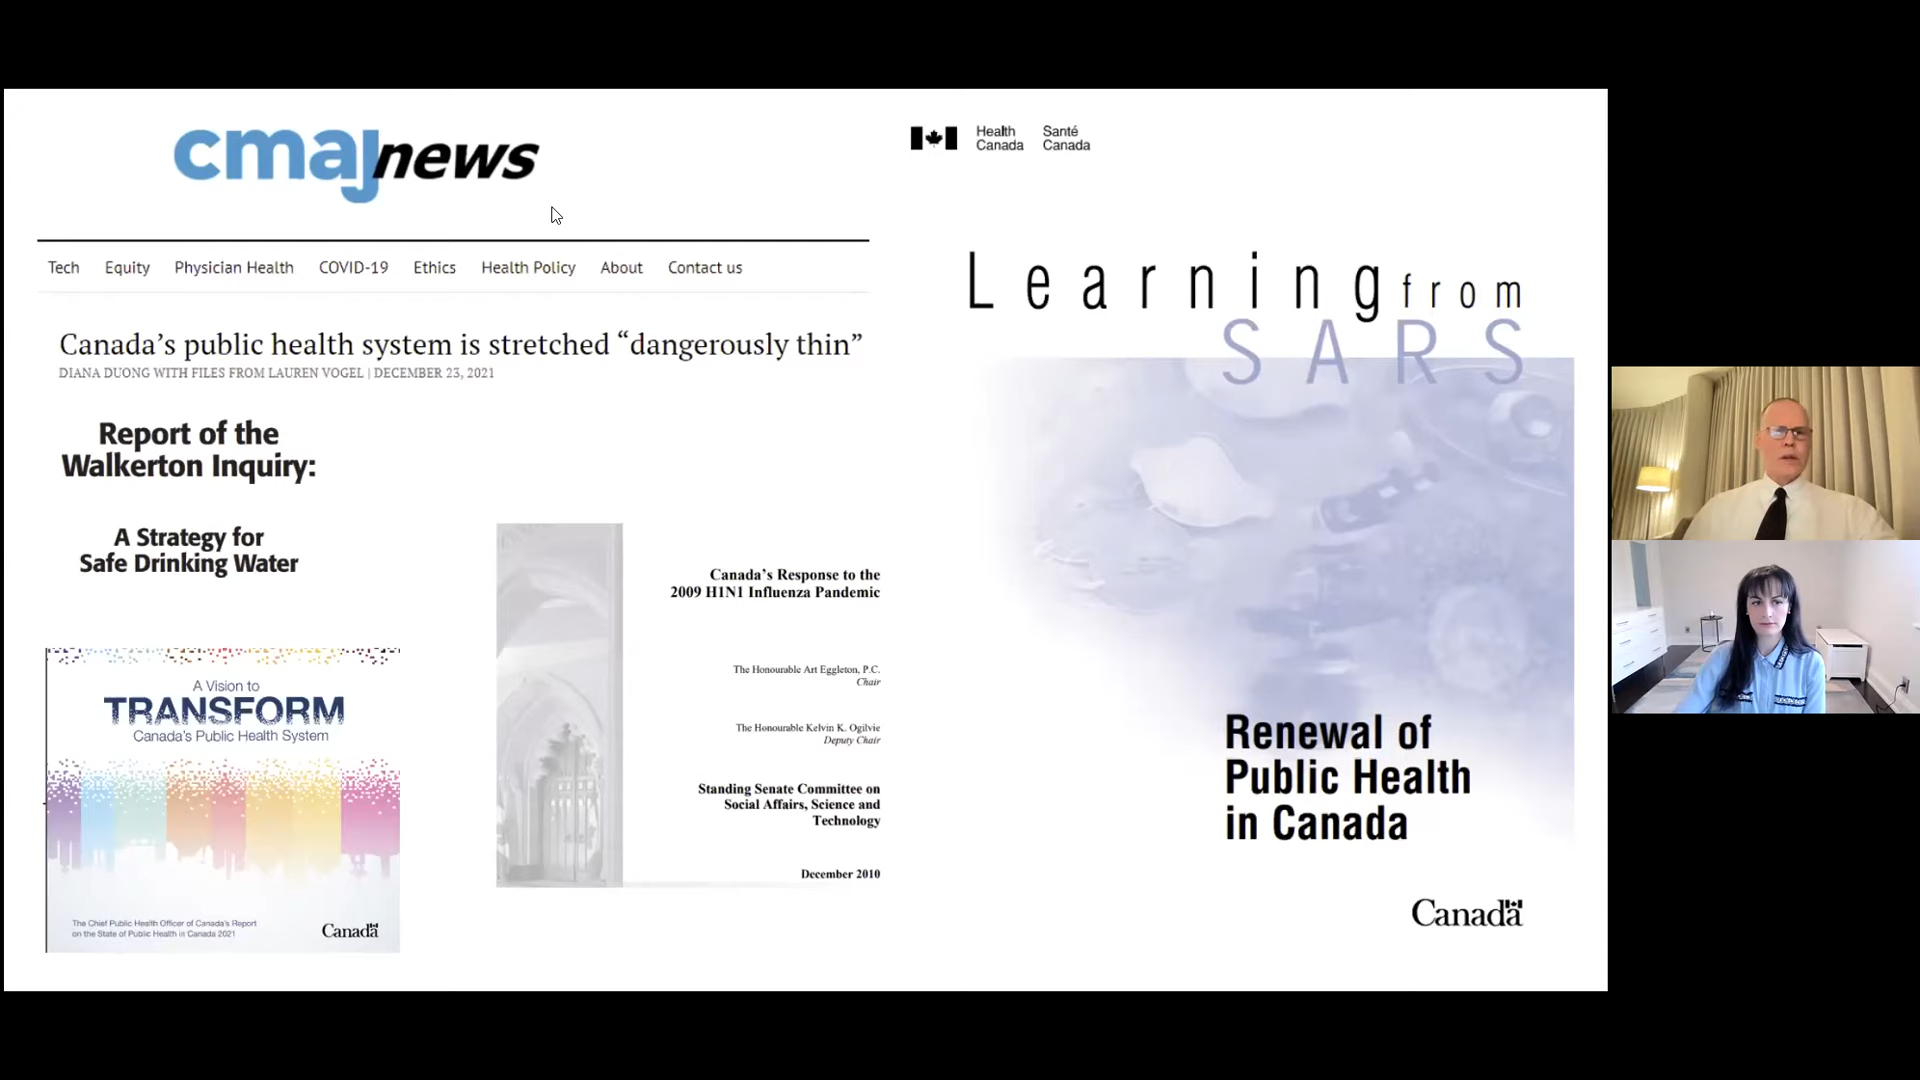 cmajnews
Tech Equity Physician Health COVID-19 Ethics Health Policy About Contact us
Canada’s public health system is stretched “dangerously thin”
DIANA DUONG WITH FILES FROM LAUREN VOGEL | DECEMBER 23, 2021
Report of the
Walkerton Inquiry:
A Strategy for
Safe Drinking Water
A Vision to
TRANSFORM
Canada's Public Health System
The Chief Public Health Officer of Canada's Report
on the State of Public Health in Canada 2021
Canada
Canada’s Response to the
2009 H1N1 Influenza Pandemic
The Honourable Art Eggleton, P.C.
Chair
The Honourable Kelvin K. Ogilvie
Deputy Chair
Standing Senate Committee on
Social Affairs, Science and
Technology
December 2010
Health Santé
Canada Canada
Learning from
SARS
Renewal of
Public Health
in Canada
Canada